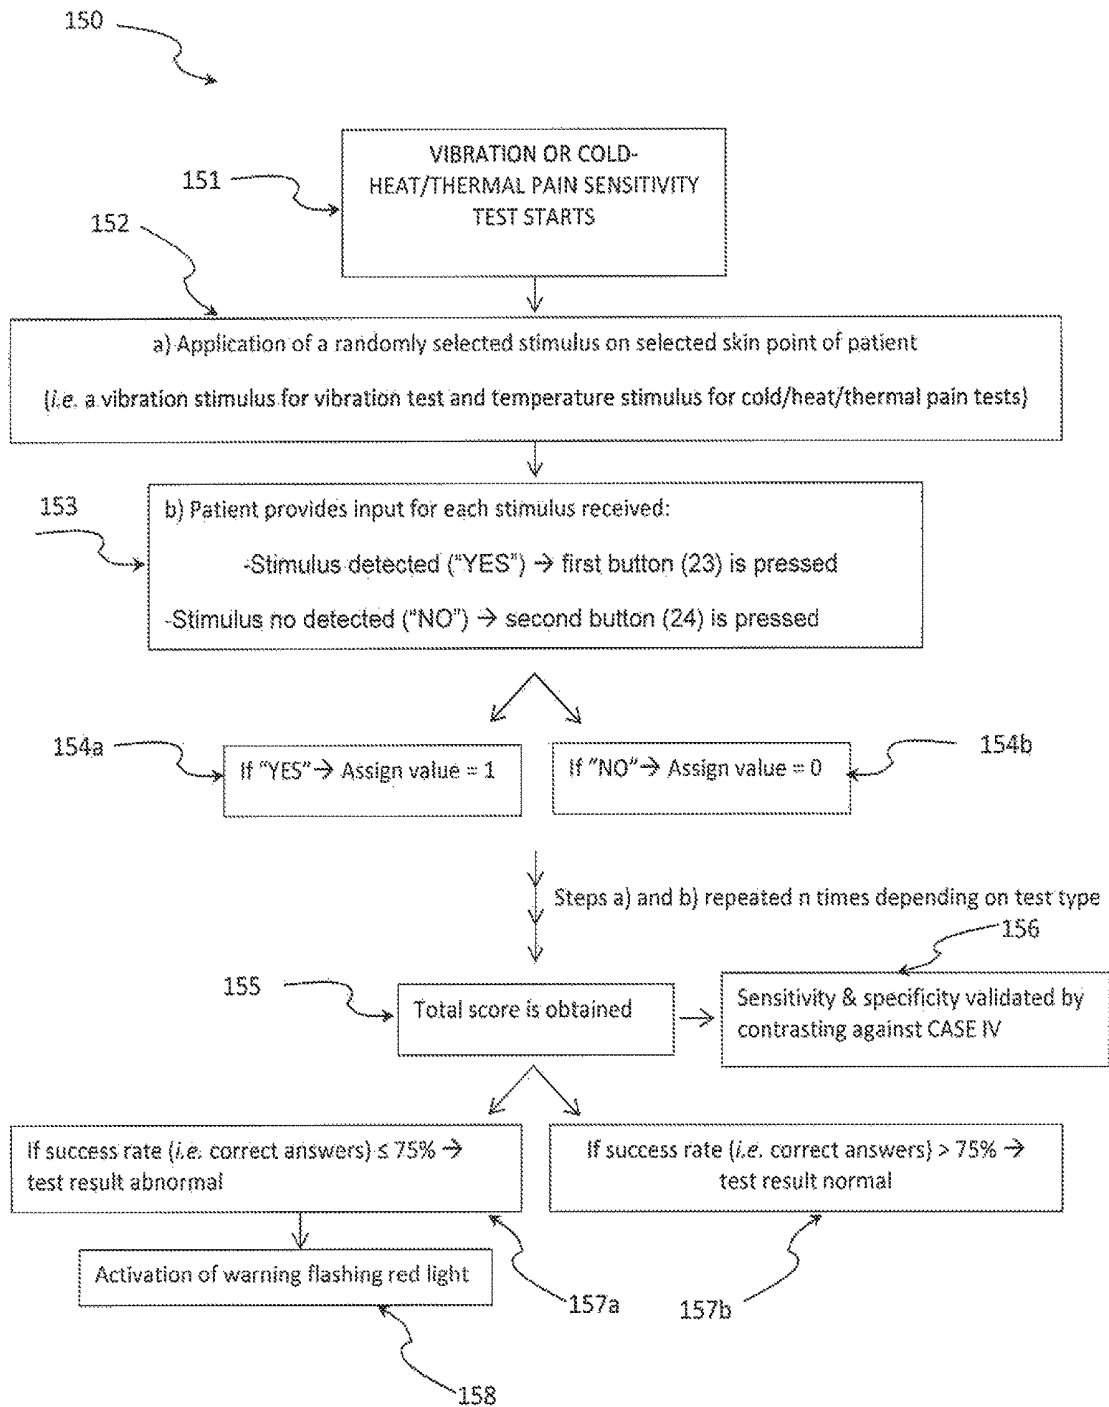 150
151
VIBRATION OR COLD-
HEAT/THERMAL PAIN SENSITIVITY
TEST STARTS
152
a) Application of a randomly selected stimulus on selected skin point of patient
(i.e. a vibration stimulus for vibration test and temperature stimulus for cold/heat/thermal pain tests)
153
b) Patient provides input for each stimulus received:
-Stimulus detected ("YES") → first button (23) is pressed
-Stimulus no detected ("NO") → second button (24) is pressed
154a
If "YES"→ Assign value = 1
If "NO"→ Assign value = 0
154b
Steps a) and b) repeated n times depending on test type
156
155
Total score is obtained
Sensitivity & specificity validated by
contrasting against CASE IV
If success rate (i.e. correct answers) ≤ 75% →
test result abnormal
If success rate (i.e. correct answers) > 75% →
test result normal
Activation of warning flashing red light
157a
157b
158